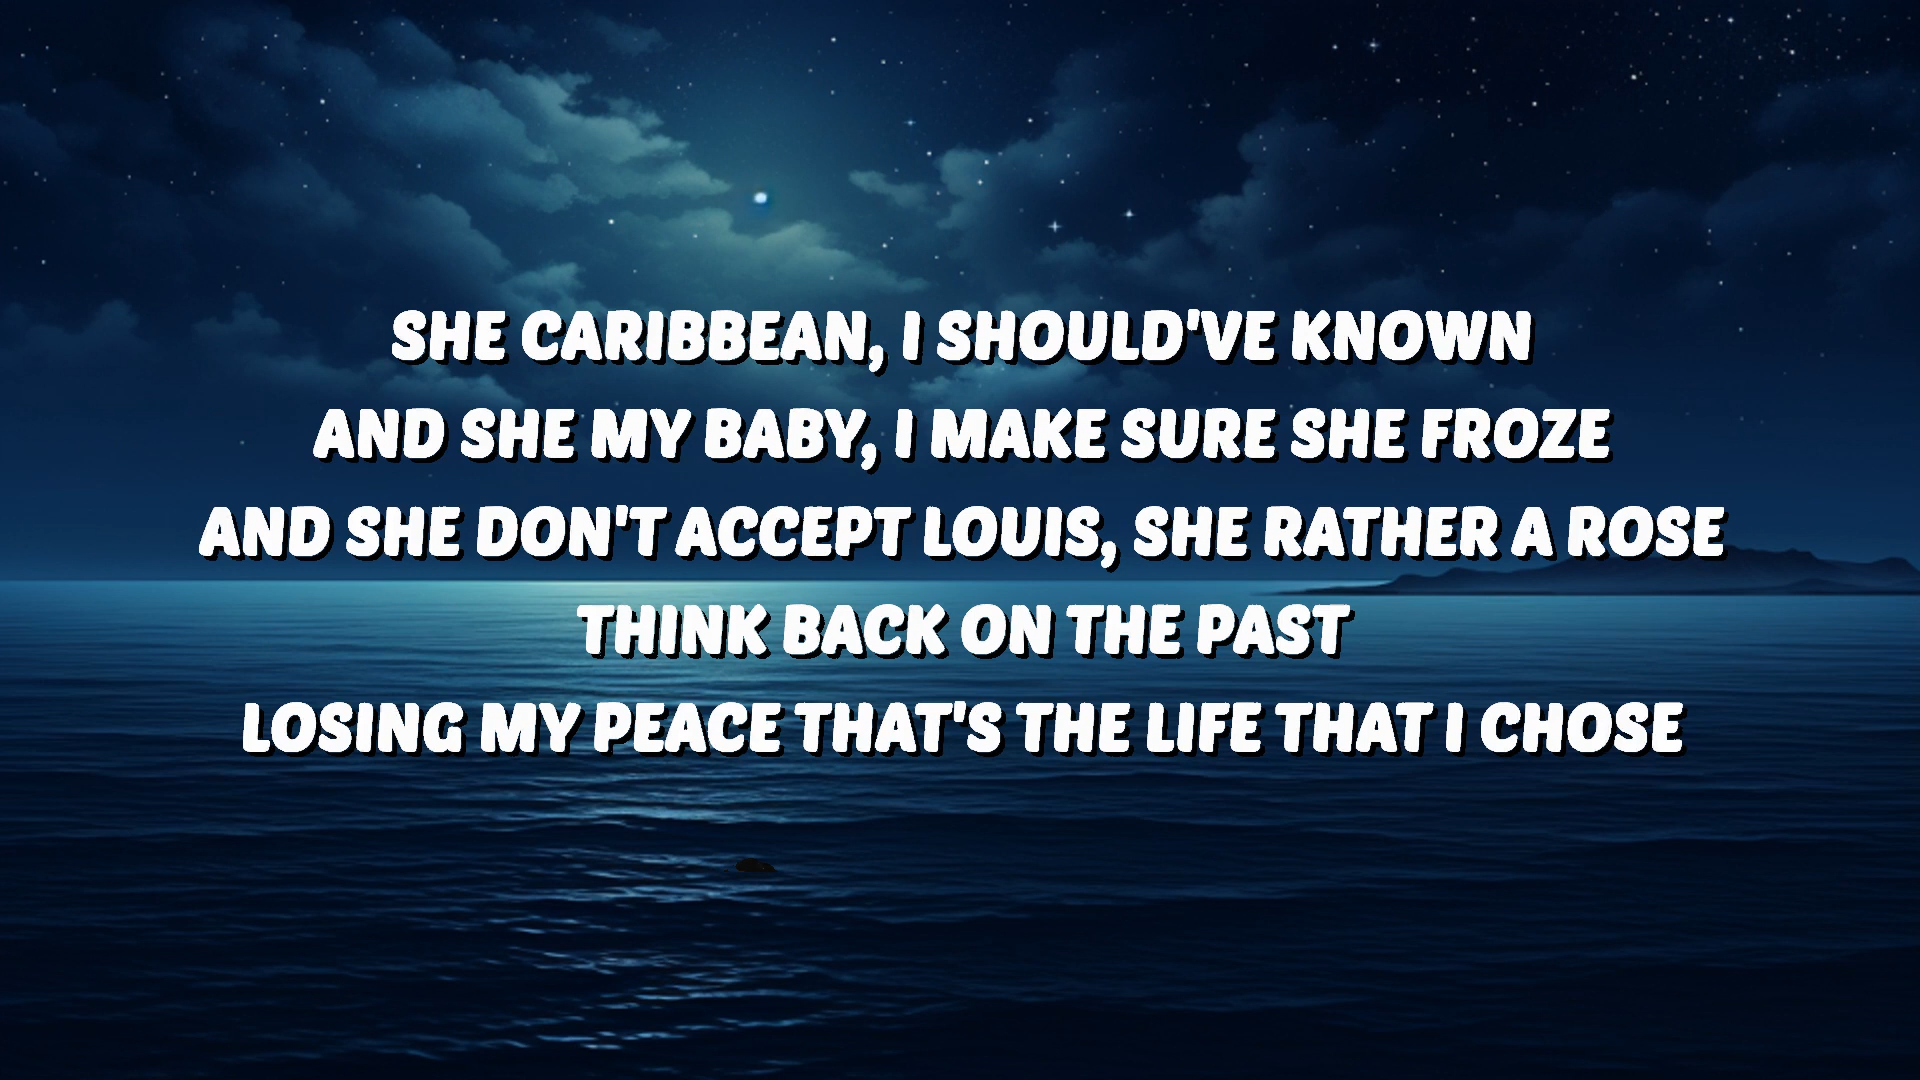 SHE CARIBBEAN, I SHOULD'VE KNOWN
AND SHE MY BABY, I MAKE SURE SHE FROZE
AND SHE DON'T ACCEPT LOUIS, SHE RATHER A ROSE
THINK BACK ON THE PAST
LOSING MY PEACE THAT'S THE LIFE THAT I CHOSE